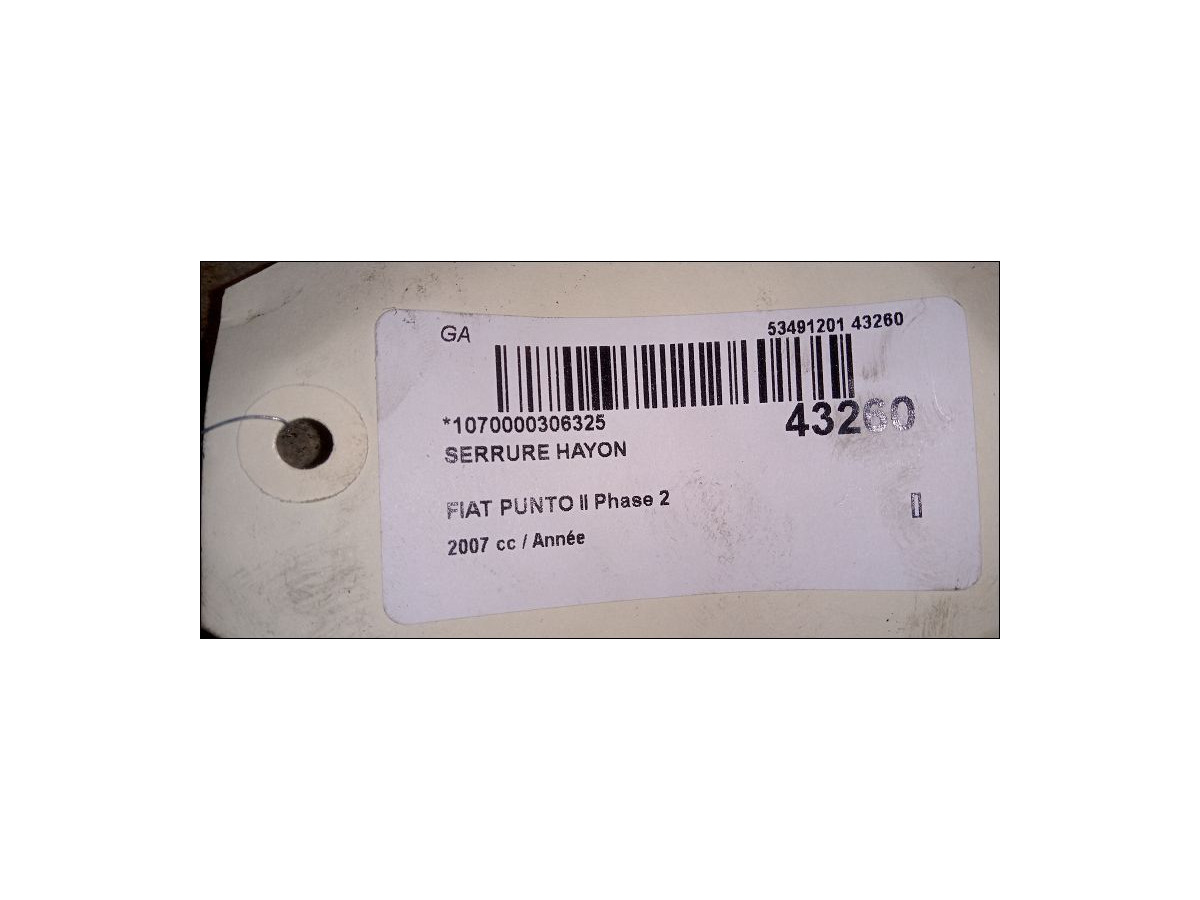 GA
53491201 43260
*1070000306325
43260
SERRURE HAYON
FIAT PUNTO II Phase 2
2007 cc / Année